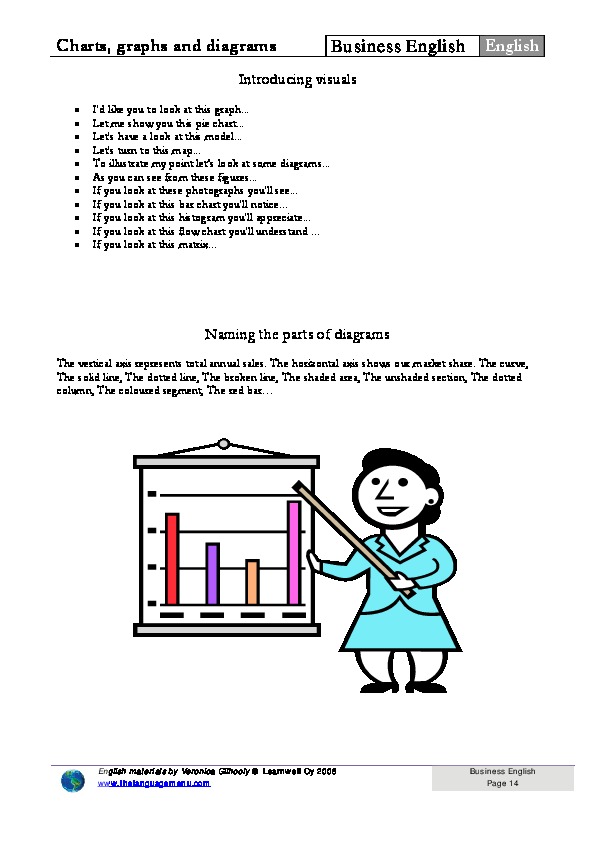 Charts, graphs and diagrams
Business English
English
Introducing visuals
• I'd like you to look at this graph...
• Let me show you this pie chart...
• Let's have a look at this model...
• Let's turn to this map...
• To illustrate my point let's look at some diagrams...
• As you can see from these figures...
• If you look at these photographs you'll see...
• If you look at this bar chart you'll notice...
• If you look at this histogram you'll appreciate...
• If you look at this flow chart you'll understand ...
• If you look at this matrix...
Naming the parts of diagrams
The vertical axis represents total annual sales. The horizontal axis shows our market share. The curve,
The solid line, The dotted line, The broken line, The shaded area, The unshaded section, The dotted
column, The coloured segment, The red bar...
English materials by Veronica Gilhooly © Learnwell Oy 2006
www.thelanguagemenu.com
Business English
Page 14